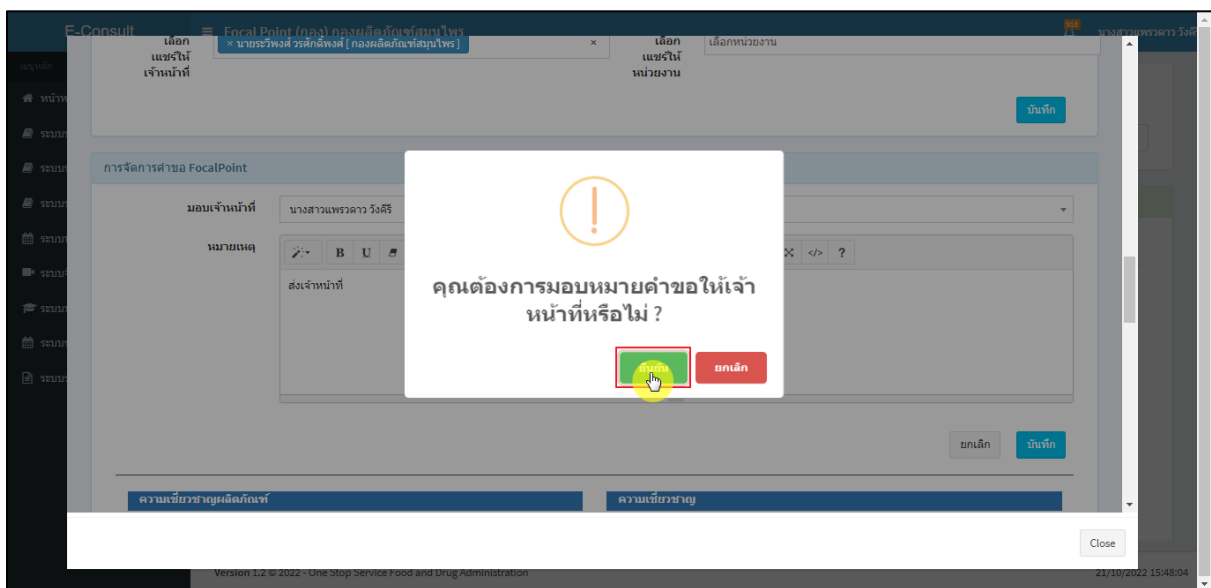 E-Consult
Focal Point (กอง) กองผลิตภัณฑ์สมุนไพร
318
นางสาวแพรวดาว วังคีรี
เลือก
แชร์ให้
เจ้าหน้าที่
× นายระวีพงศ์ วรศักดิ์พงศ์ [ กองผลิตภัณฑ์สมุนไพร ]
×
เลือก
แชร์ให้
หน่วยงาน
เลือกหน่วยงาน
เมนูหลัก
บันทึก
การจัดการคำขอ FocalPoint
มอบเจ้าหน้าที่
นางสาวแพรวดาว วังคีรี
หมายเหตุ
B U
</> ?
ส่งเจ้าหน้าที่
คุณต้องการมอบหมายคำขอให้เจ้า
หน้าที่หรือไม่ ?
ยืนยัน
ยกเลิก
ยกเลิก
บันทึก
ความเชี่ยวชาญผลิตภัณฑ์
ความเชี่ยวชาญ
Close
Version 1.2 © 2022 - One Stop Service Food and Drug Administration
21/10/2022 15:48:04